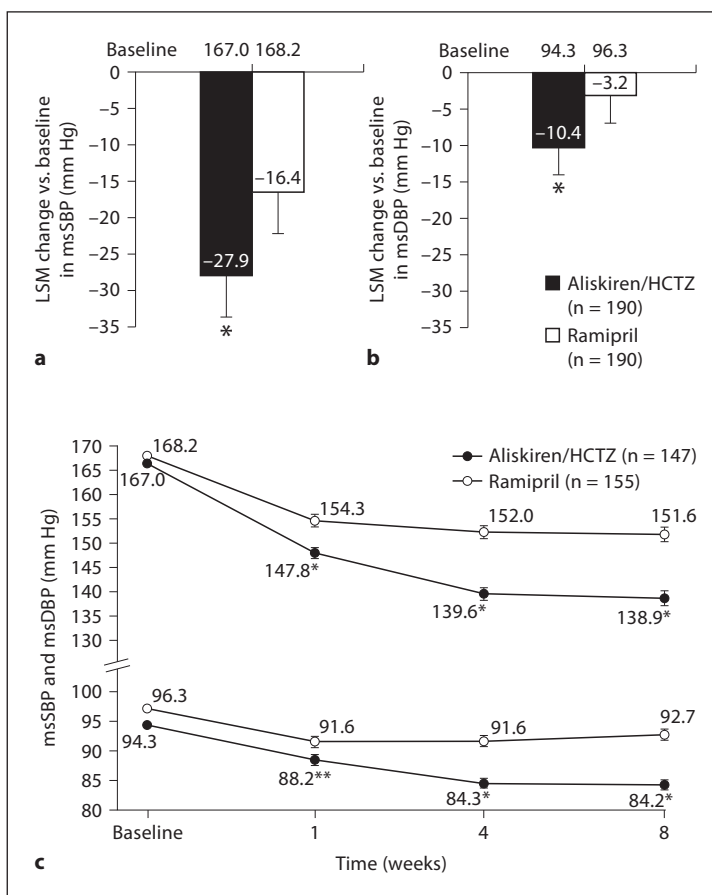 Baseline 167.0 168.2
0
−5
−10
−15
−20
−25
−30
−35
LSM change vs. baseline
in msSBP (mm Hg)
−16.4
−27.9
*
a
Baseline 94.3 96.3
0
−5
−10
−15
−20
−25
−30
−35
LSM change vs. baseline
in msDBP (mm Hg)
−3.2
−10.4
*
Aliskiren/HCTZ
(n = 190)
Ramipril
(n = 190)
b
170
165
160
155
150
145
140
135
130
100
95
90
85
80
msSBP and msDBP (mm Hg)
Aliskiren/HCTZ (n = 147)
Ramipril (n = 155)
168.2
167.0
154.3
152.0
151.6
147.8*
139.6*
138.9*
96.3
94.3
91.6
91.6
92.7
88.2**
84.3*
84.2*
Baseline 1 4 8
Time (weeks)
c